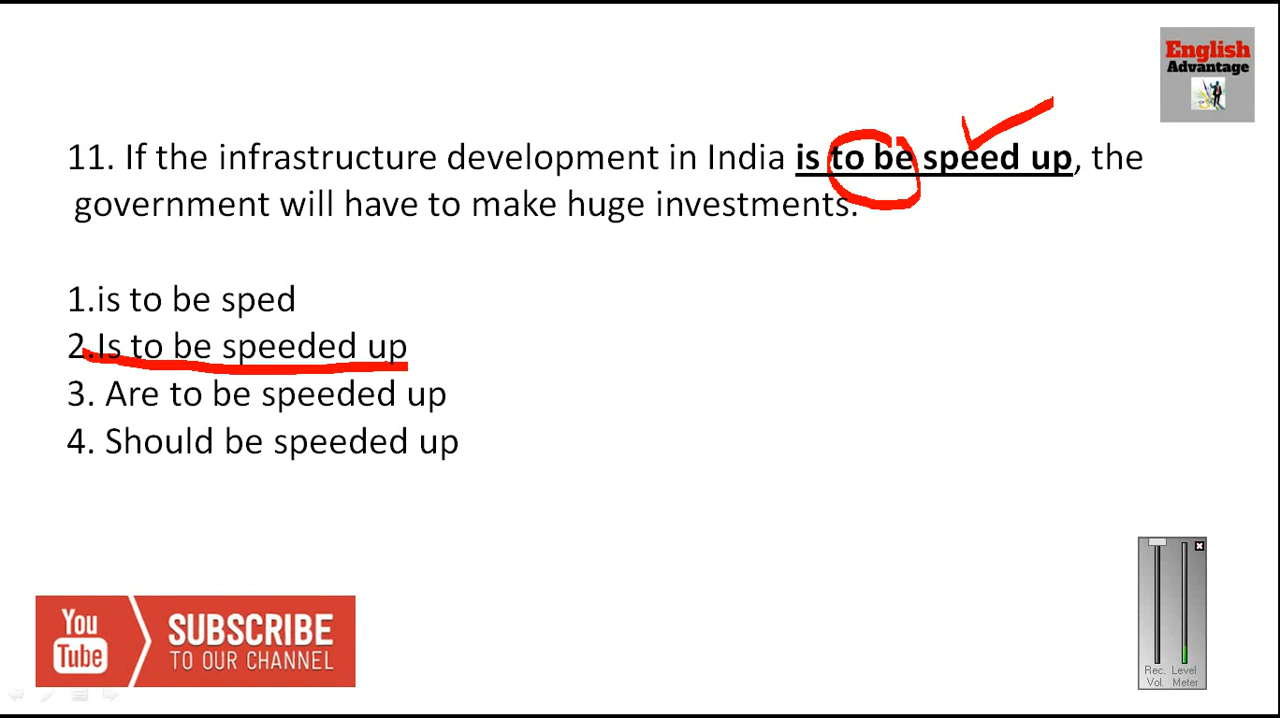 English
Advantage
11. If the infrastructure development in India is to be speed up, the
government will have to make huge investments.
1.is to be sped
2.Is to be speeded up
3. Are to be speeded up
4. Should be speeded up
You
Tube
SUBSCRIBE
TO OUR CHANNEL
Rec. Level
Vol. Meter